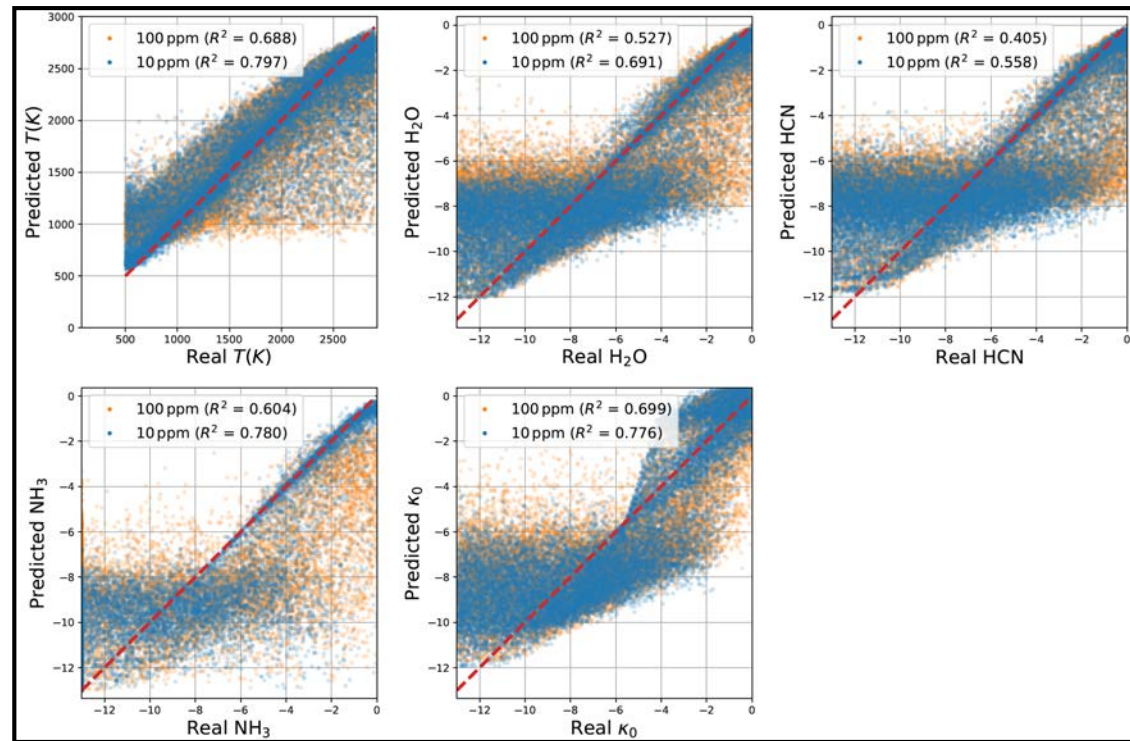 3000
2500
2000
1500
1000
500
0
Predicted T(K)
100 ppm (R² = 0.688)
10 ppm (R² = 0.797)
500 1000 1500 2000 2500
Real T(K)
0
−2
−4
−6
−8
−10
−12
Predicted H₂O
100 ppm (R² = 0.527)
10 ppm (R² = 0.691)
−12 −10 −8 −6 −4 −2 0
Real H₂O
0
−2
−4
−6
−8
−10
−12
Predicted HCN
100 ppm (R² = 0.405)
10 ppm (R² = 0.558)
−12 −10 −8 −6 −4 −2 0
Real HCN
0
−2
−4
−6
−8
−10
−12
Predicted NH₃
100 ppm (R² = 0.604)
10 ppm (R² = 0.780)
−12 −10 −8 −6 −4 −2 0
Real NH₃
0
−2
−4
−6
−8
−10
−12
Predicted κ₀
100 ppm (R² = 0.699)
10 ppm (R² = 0.776)
−12 −10 −8 −6 −4 −2 0
Real κ₀